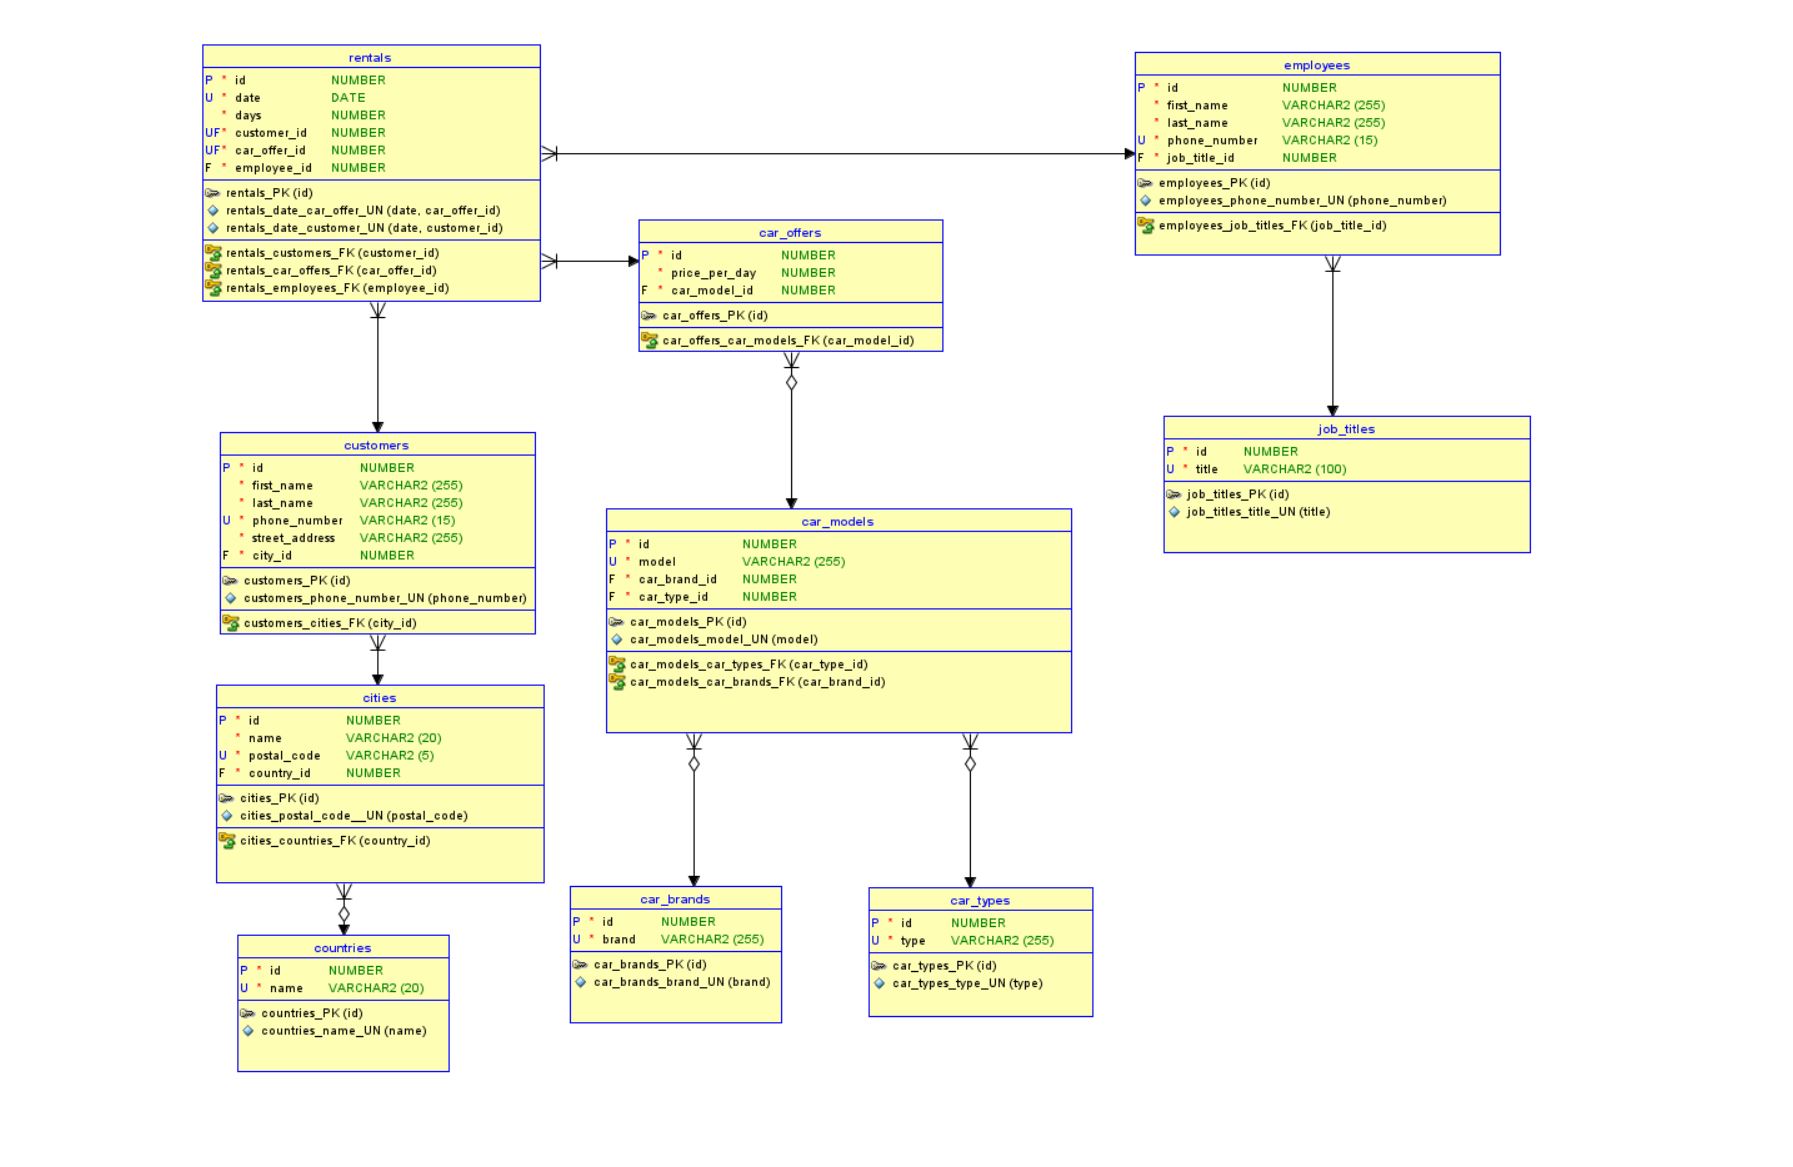 rentals
P * id NUMBER
U * date DATE
* days NUMBER
UF* customer_id NUMBER
UF* car_offer_id NUMBER
F * employee_id NUMBER
rentals_PK (id)
rentals_date_car_offer_UN (date, car_offer_id)
rentals_date_customer_UN (date, customer_id)
rentals_customers_FK (customer_id)
rentals_car_offers_FK (car_offer_id)
rentals_employees_FK (employee_id)
employees
P * id NUMBER
* first_name VARCHAR2 (255)
* last_name VARCHAR2 (255)
U * phone_number VARCHAR2 (15)
F * job_title_id NUMBER
employees_PK (id)
employees_phone_number_UN (phone_number)
employees_job_titles_FK (job_title_id)
car_offers
P * id NUMBER
* price_per_day NUMBER
F * car_model_id NUMBER
car_offers_PK (id)
car_offers_car_models_FK (car_model_id)
customers
P * id NUMBER
* first_name VARCHAR2 (255)
* last_name VARCHAR2 (255)
U * phone_number VARCHAR2 (15)
* street_address VARCHAR2 (255)
F * city_id NUMBER
customers_PK (id)
customers_phone_number_UN (phone_number)
customers_cities_FK (city_id)
job_titles
P * id NUMBER
U * title VARCHAR2 (100)
job_titles_PK (id)
job_titles_title_UN (title)
car_models
P * id NUMBER
U * model VARCHAR2 (255)
F * car_brand_id NUMBER
F * car_type_id NUMBER
car_models_PK (id)
car_models_model_UN (model)
car_models_car_types_FK (car_type_id)
car_models_car_brands_FK (car_brand_id)
cities
P * id NUMBER
* name VARCHAR2 (20)
U * postal_code VARCHAR2 (5)
F * country_id NUMBER
cities_PK (id)
cities_postal_code__UN (postal_code)
cities_countries_FK (country_id)
countries
P * id NUMBER
U * name VARCHAR2 (20)
countries_PK (id)
countries_name_UN (name)
car_brands
P * id NUMBER
U * brand VARCHAR2 (255)
car_brands_PK (id)
car_brands_brand_UN (brand)
car_types
P * id NUMBER
U * type VARCHAR2 (255)
car_types_PK (id)
car_types_type_UN (type)